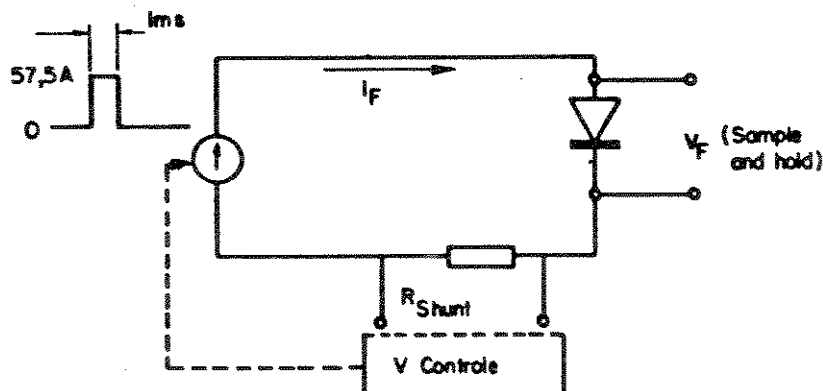 1ms
57,5A
0
i_F
V_F (Sample
and hold)
R_Shunt
V Controle